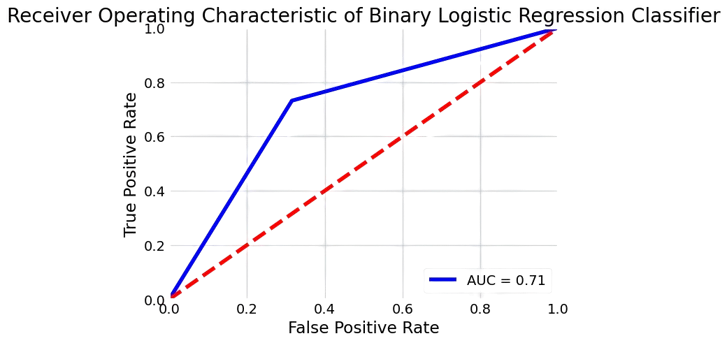 Receiver Operating Characteristic of Binary Logistic Regression Classifier
1.0
0.8
0.6
0.4
0.2
0.0
True Positive Rate
AUC = 0.71
0.0 0.2 0.4 0.6 0.8 1.0
False Positive Rate